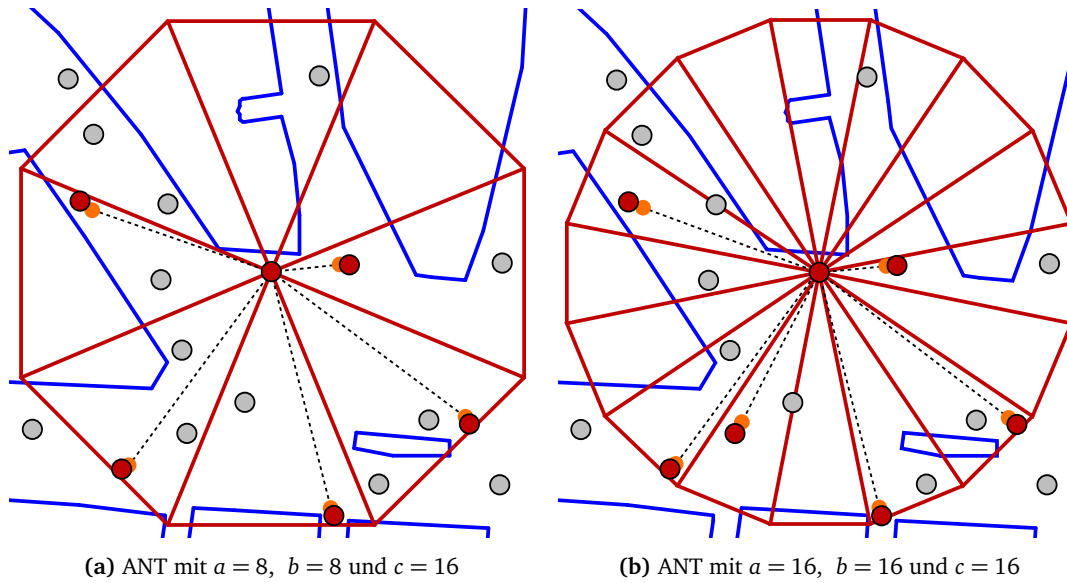 (a) ANT mit a = 8, b = 8 und c = 16
(b) ANT mit a = 16, b = 16 und c = 16